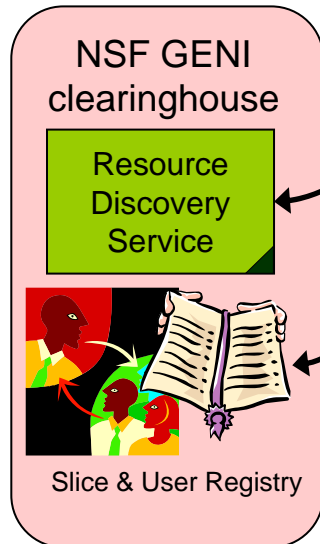 NSF GENI
clearinghouse
Resource
Discovery
Service
Slice & User Registry